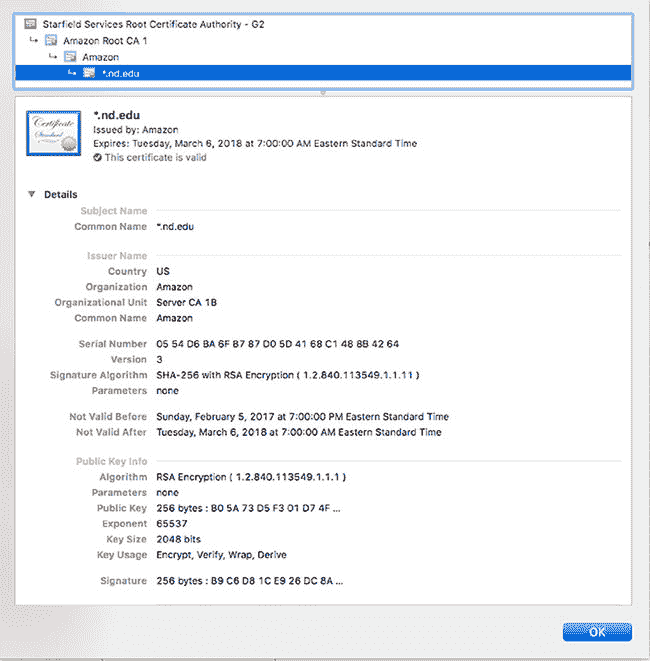 Starfield Services Root Certificate Authority - G2
Amazon Root CA 1
Amazon
*.nd.edu
Certificate
Standard
*.nd.edu
Issued by: Amazon
Expires: Tuesday, March 6, 2018 at 7:00:00 AM Eastern Standard Time
This certificate is valid
Details
Subject Name
Common Name *.nd.edu
Issuer Name
Country US
Organization Amazon
Organizational Unit Server CA 1B
Common Name Amazon
Serial Number 05 54 D6 BA 6F B7 87 D0 5D 41 68 C1 48 8B 42 64
Version 3
Signature Algorithm SHA-256 with RSA Encryption ( 1.2.840.113549.1.1.11 )
Parameters none
Not Valid Before Sunday, February 5, 2017 at 7:00:00 PM Eastern Standard Time
Not Valid After Tuesday, March 6, 2018 at 7:00:00 AM Eastern Standard Time
Public Key Info
Algorithm RSA Encryption ( 1.2.840.113549.1.1.1 )
Parameters none
Public Key 256 bytes : B0 5A 73 D5 F3 01 D7 4F ...
Exponent 65537
Key Size 2048 bits
Key Usage Encrypt, Verify, Wrap, Derive
Signature 256 bytes : B9 C6 D8 1C E9 26 DC 8A ...
OK